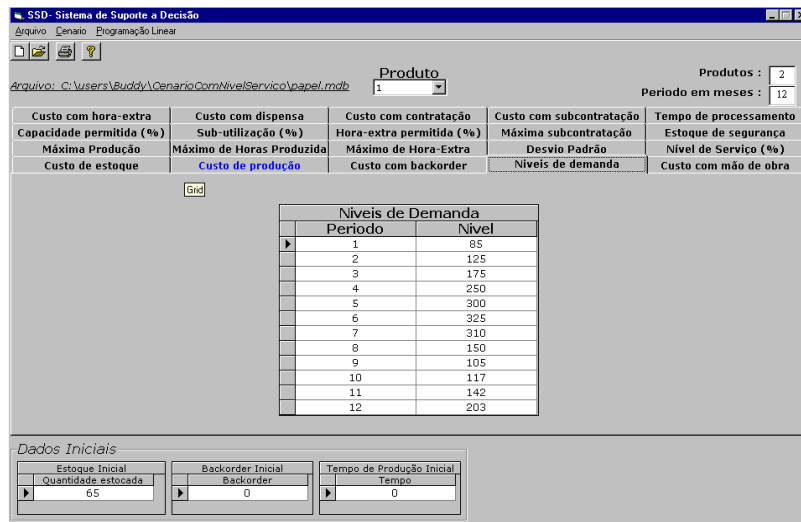 SSD- Sistema de Suporte a Decisão
Arquivo Cenario Programação Linear
Produto
Produtos : 2
Arquivo: C:\users\Buddy\CenarioComNivelServico\papel.mdb
1
Periodo em meses : 12
Custo com hora-extra Custo com dispensa Custo com contratação Custo com subcontratação Tempo de processamento
Capacidade permitida (%) Sub-utilização (%) Hora-extra permitida (%) Máxima subcontratação Estoque de segurança
Máxima Produção Máximo de Horas Produzida Máximo de Hora-Extra Desvio Padrão Nível de Serviço (%)
Custo de estoque Custo de produção Custo com backorder Niveis de demanda Custo com mão de obra
Grid
Niveis de Demanda
Periodo Nivel
1 85
2 125
3 175
4 250
5 300
6 325
7 310
8 150
9 105
10 117
11 142
12 203
Dados Iniciais
Estoque Inicial Backorder Inicial Tempo de Produção Inicial
Quantidade estocada Backorder Tempo
65 0 0